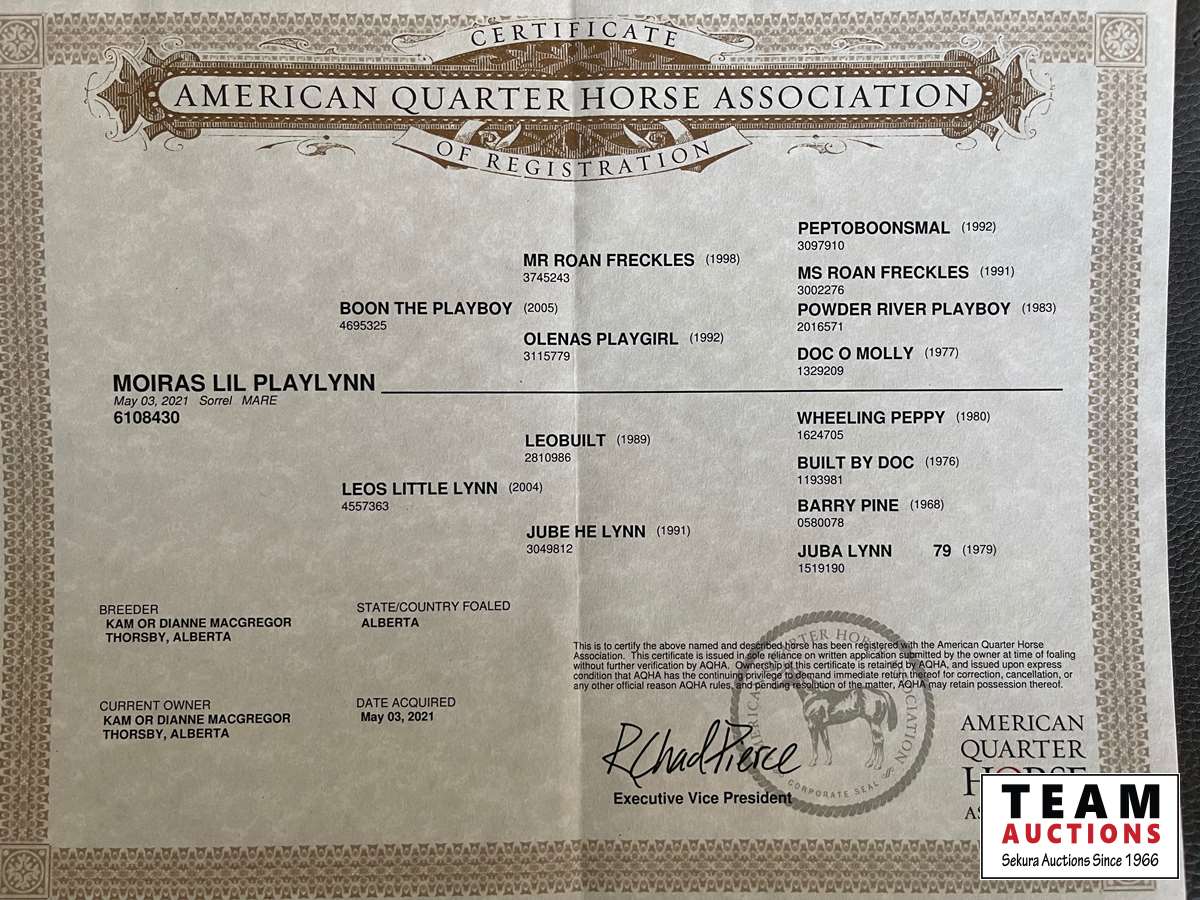 CERTIFICATE
AMERICAN QUARTER HORSE ASSOCIATION
OF REGISTRATION
PEPTOBOONSMAL (1992)
3097910
MR ROAN FRECKLES (1998)
3745243
MS ROAN FRECKLES (1991)
3002276
BOON THE PLAYBOY (2005)
4695325
POWDER RIVER PLAYBOY (1983)
2016571
OLENAS PLAYGIRL (1992)
3115779
DOC O MOLLY (1977)
1329209
MOIRAS LIL PLAYLYNN
May 03, 2021 Sorrel MARE
6108430
WHEELING PEPPY (1980)
1624705
LEOBUILT (1989)
2810986
BUILT BY DOC (1976)
1193981
LEOS LITTLE LYNN (2004)
4557363
BARRY PINE (1968)
0580078
JUBE HE LYNN (1991)
3049812
JUBA LYNN 79 (1979)
1519190
BREEDER
KAM OR DIANNE MACGREGOR
THORSBY, ALBERTA
STATE/COUNTRY FOALED
ALBERTA
This is to certify the above named and described horse has been registered with the American Quarter Horse
Association. This certificate is issued in sole reliance on written application submitted by the owner at time of foaling
without further verification by AQHA. Ownership of this certificate is retained by AQHA, and issued upon express
condition that AQHA has the continuing privilege to demand immediate return thereof for correction, cancellation, or
any other official reason AQHA rules, and pending resolution of the matter, AQHA may retain possession thereof.
CURRENT OWNER
KAM OR DIANNE MACGREGOR
THORSBY, ALBERTA
DATE ACQUIRED
May 03, 2021
R Chad Pierce
Executive Vice President
QUARTER HORSE ASSOCIATION
CORPORATE SEAL
AMERICAN
QUARTER
HORSE
TEAM
AUCTIONS
Sekura Auctions Since 1966